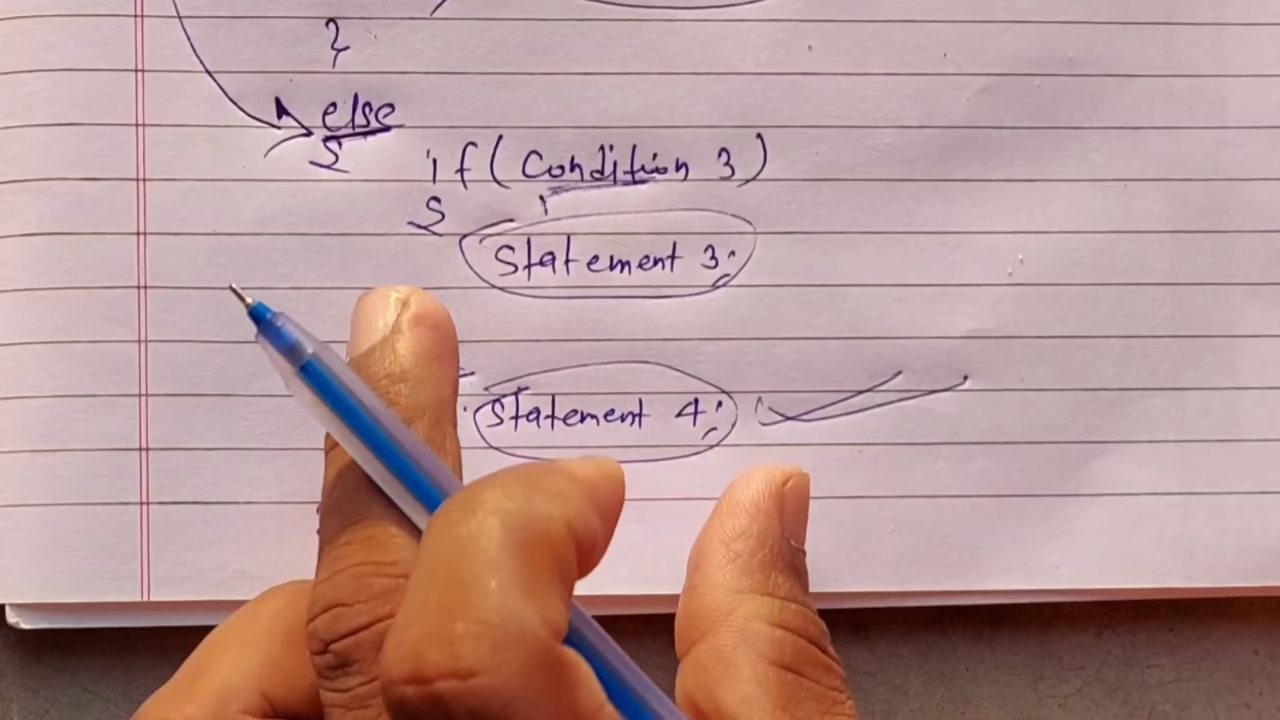 }
else
{
if (Condition 3)
{
Statement 3;
Statement 4;